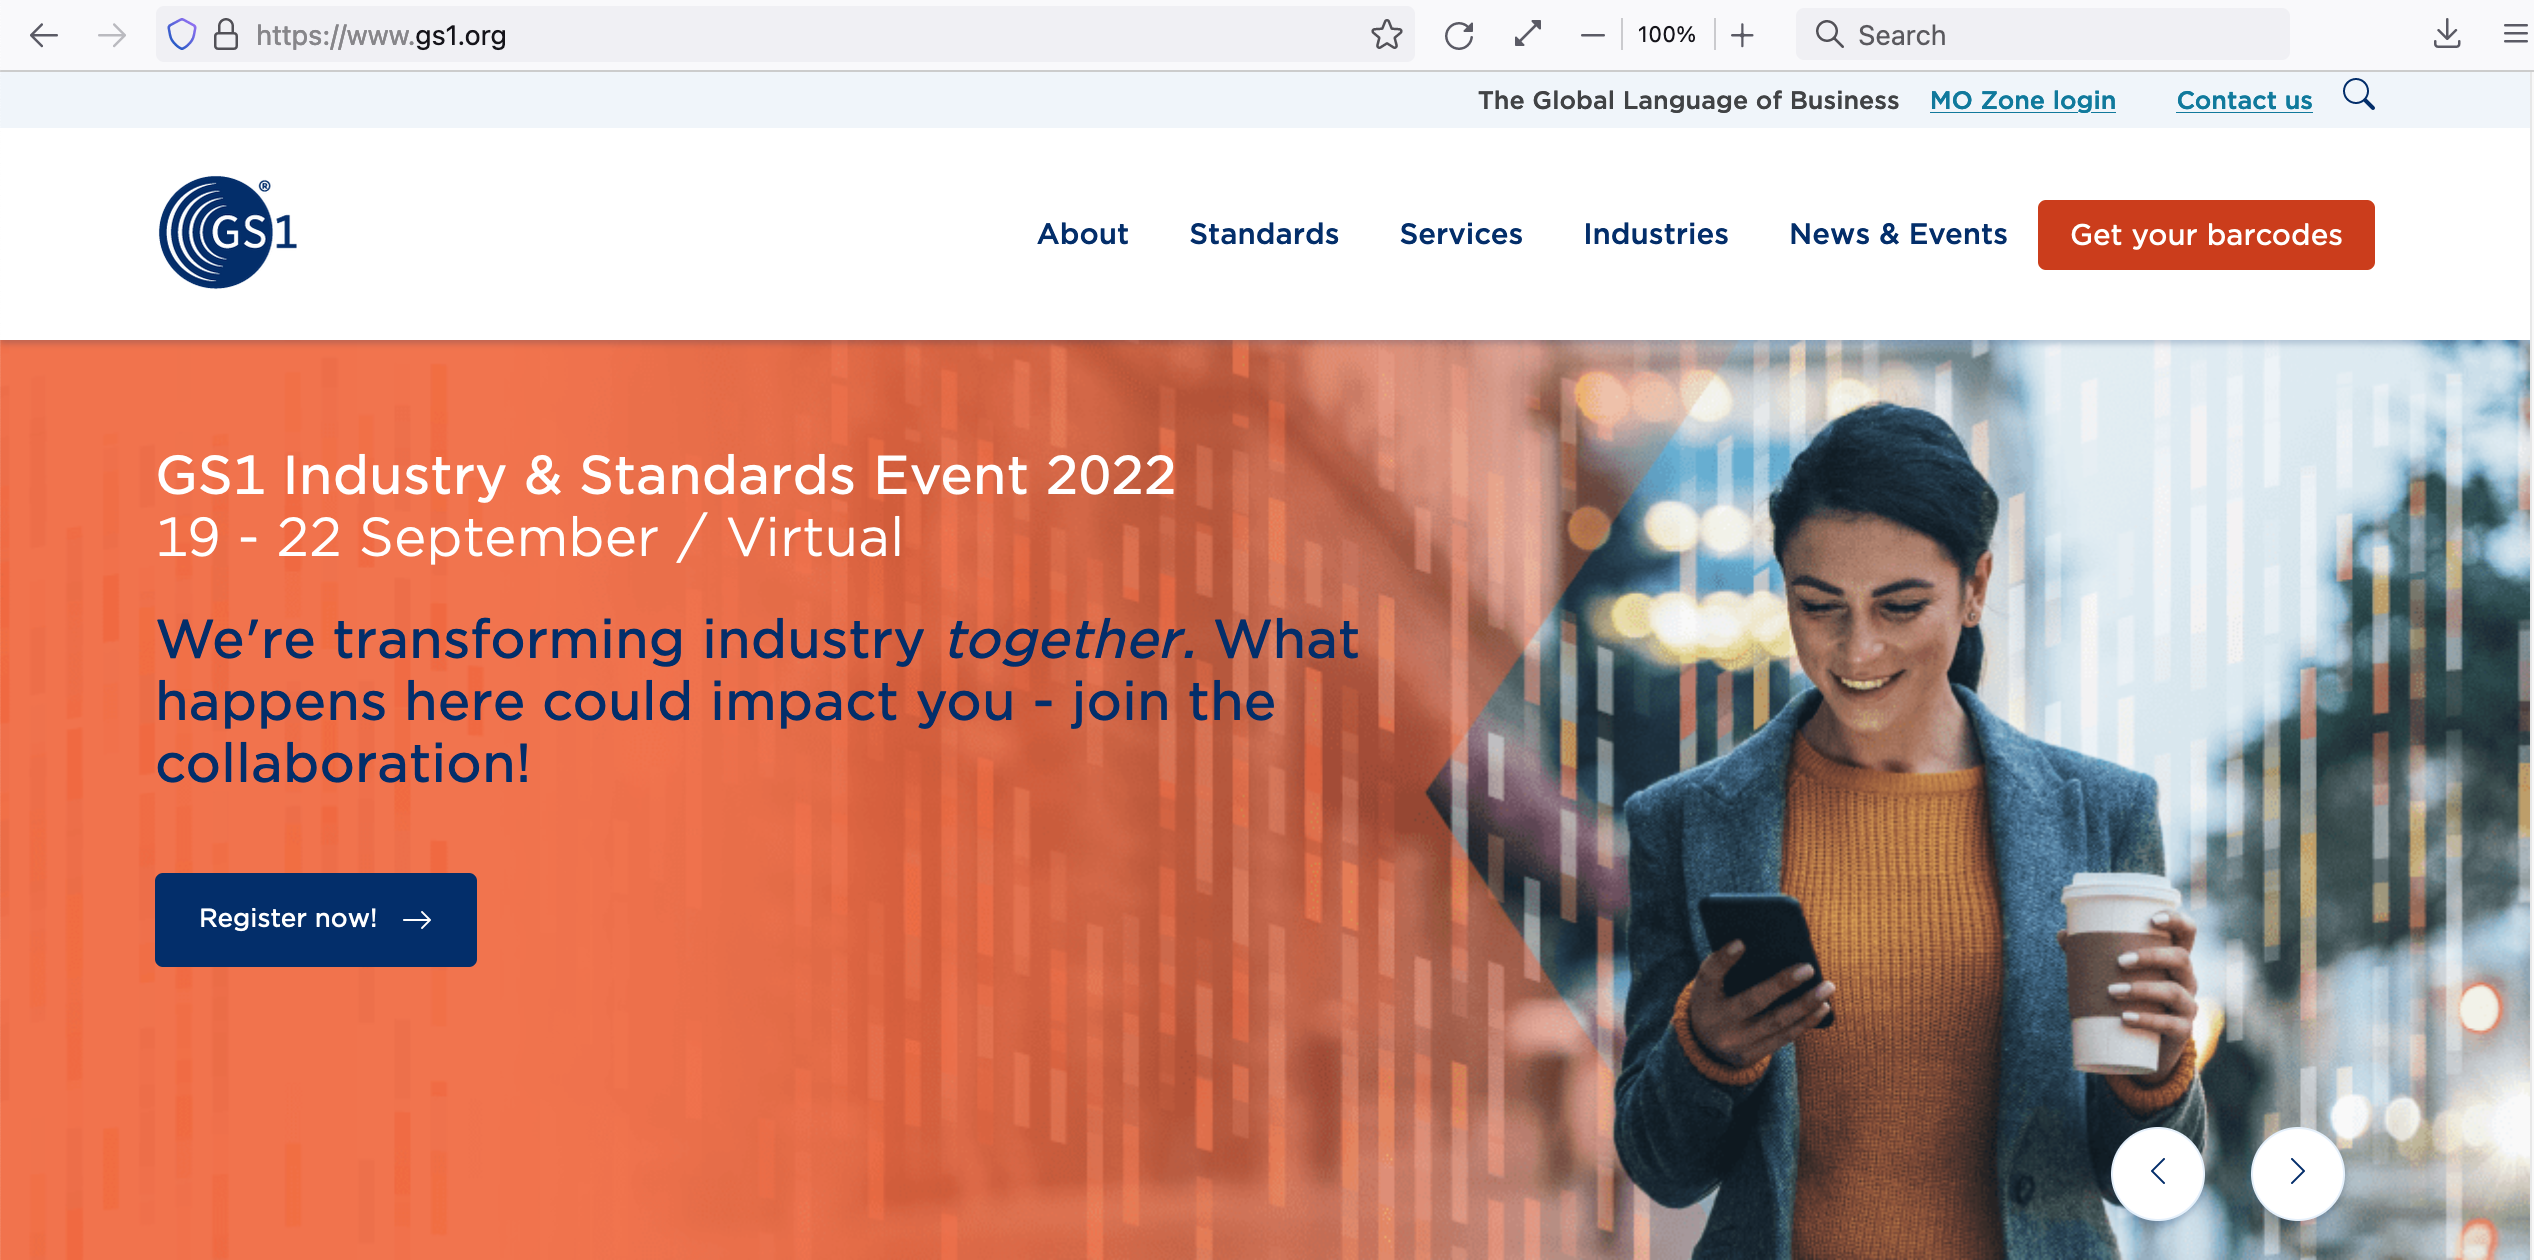 https://www.gs1.org
100%
Search
The Global Language of Business MO Zone login Contact us
GS1®
About Standards Services Industries News & Events Get your barcodes
GS1 Industry & Standards Event 2022
19 - 22 September / Virtual
We're transforming industry together. What
happens here could impact you - join the
collaboration!
Register now!